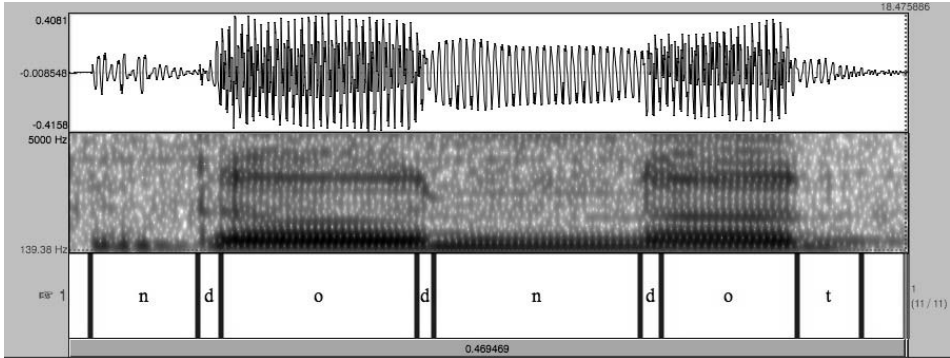 18.475886
0.4081
-0.008548
-0.4158
5000 Hz
139.38 Hz
1 n d o d n d o t 1
(11 / 11)
0.469469